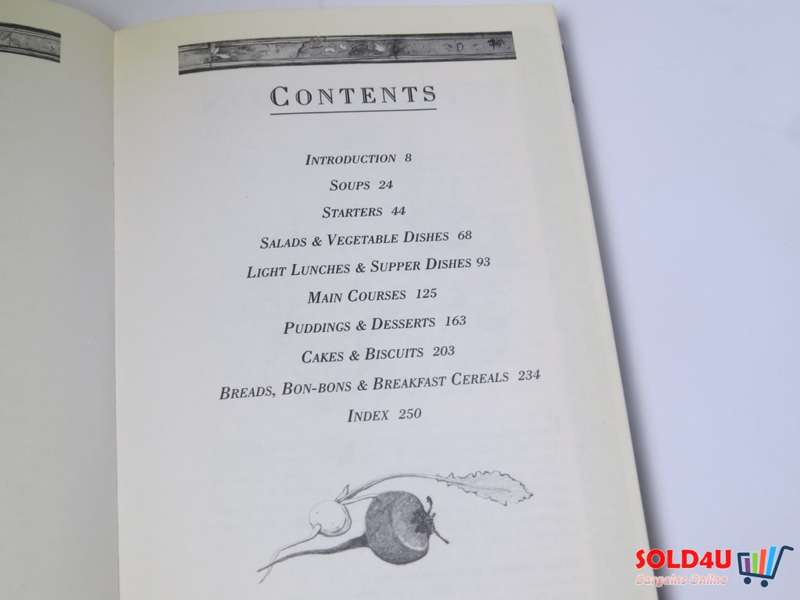 CONTENTS
INTRODUCTION 8
SOUPS 24
STARTERS 44
SALADS & VEGETABLE DISHES 68
LIGHT LUNCHES & SUPPER DISHES 93
MAIN COURSES 125
PUDDINGS & DESSERTS 163
CAKES & BISCUITS 203
BREADS, BON-BONS & BREAKFAST CEREALS 234
INDEX 250
SOLD4U
Bargains Online